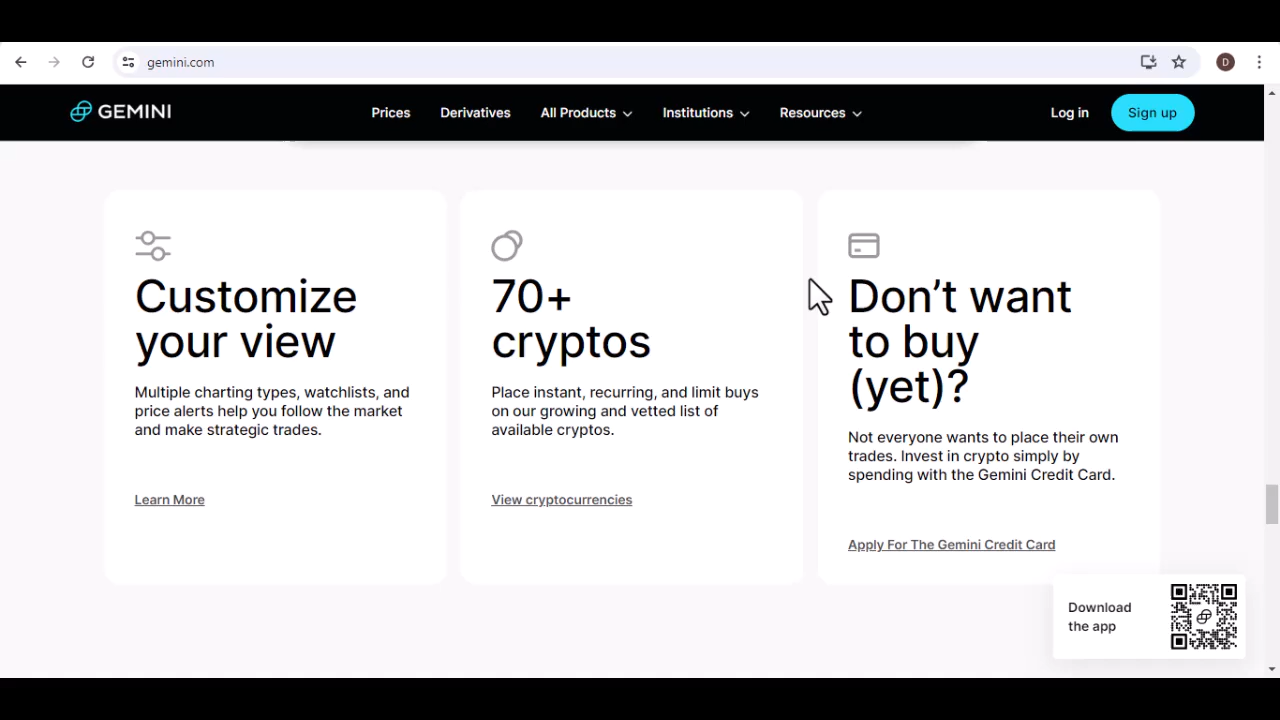 gemini.com
D
GEMINI
Prices
Derivatives
All Products
Institutions
Resources
Log in
Sign up
Customize
your view
Multiple charting types, watchlists, and
price alerts help you follow the market
and make strategic trades.
Learn More
70+
cryptos
Place instant, recurring, and limit buys
on our growing and vetted list of
available cryptos.
View cryptocurrencies
Don’t want
to buy
(yet)?
Not everyone wants to place their own
trades. Invest in crypto simply by
spending with the Gemini Credit Card.
Apply For The Gemini Credit Card
Download
the app